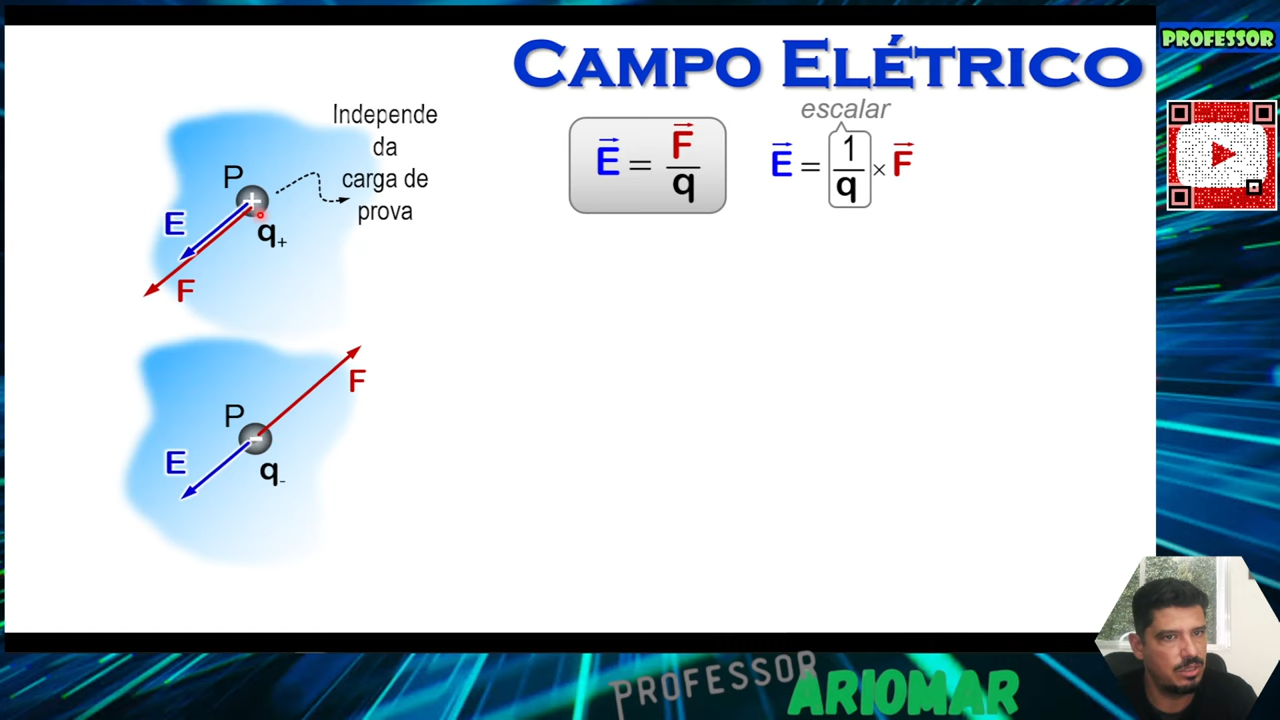 CAMPO ELÉTRICO
PROFESSOR
Independe
da
carga de
prova
escalar
E = F/q
E = 1/q × F
P
+
E
q+
F
F
P
-
E
q-
PROFESSOR
ARIOMAR